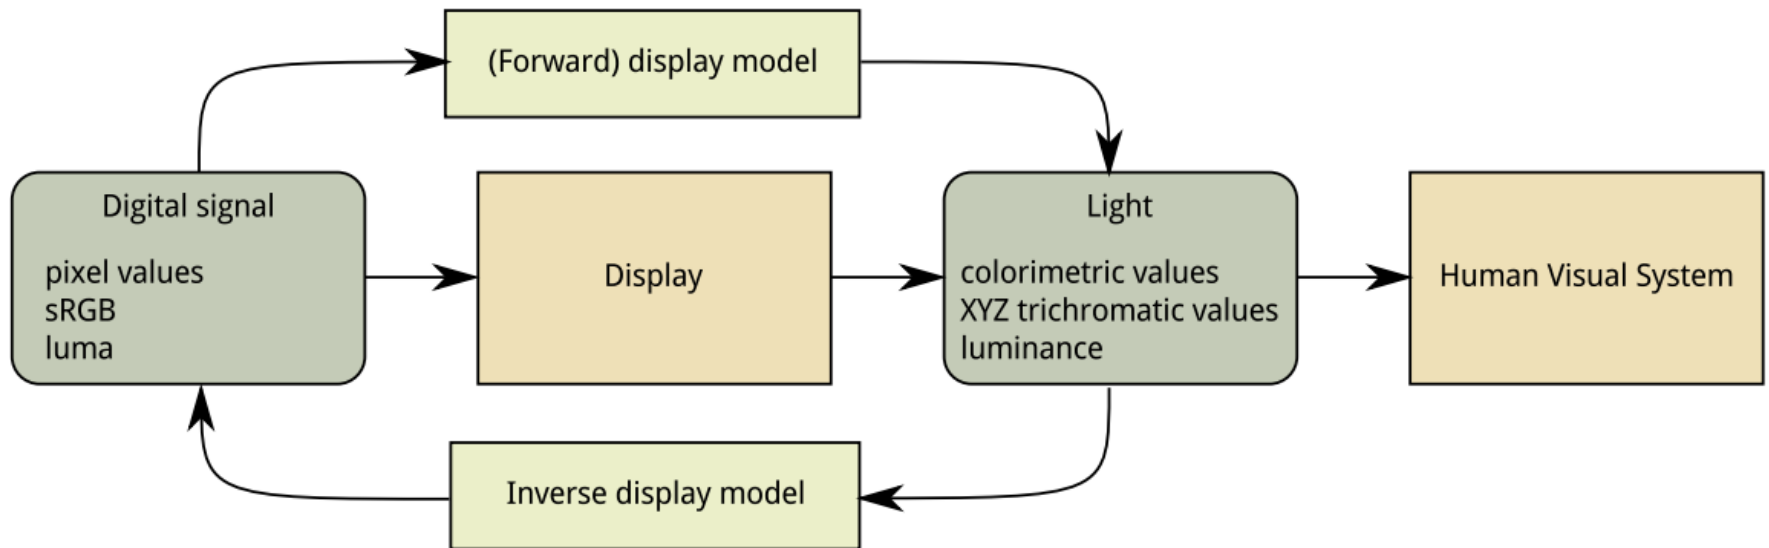 (Forward) display model
Digital signal
pixel values
sRGB
luma
Display
Light
colorimetric values
XYZ trichromatic values
luminance
Human Visual System
Inverse display model